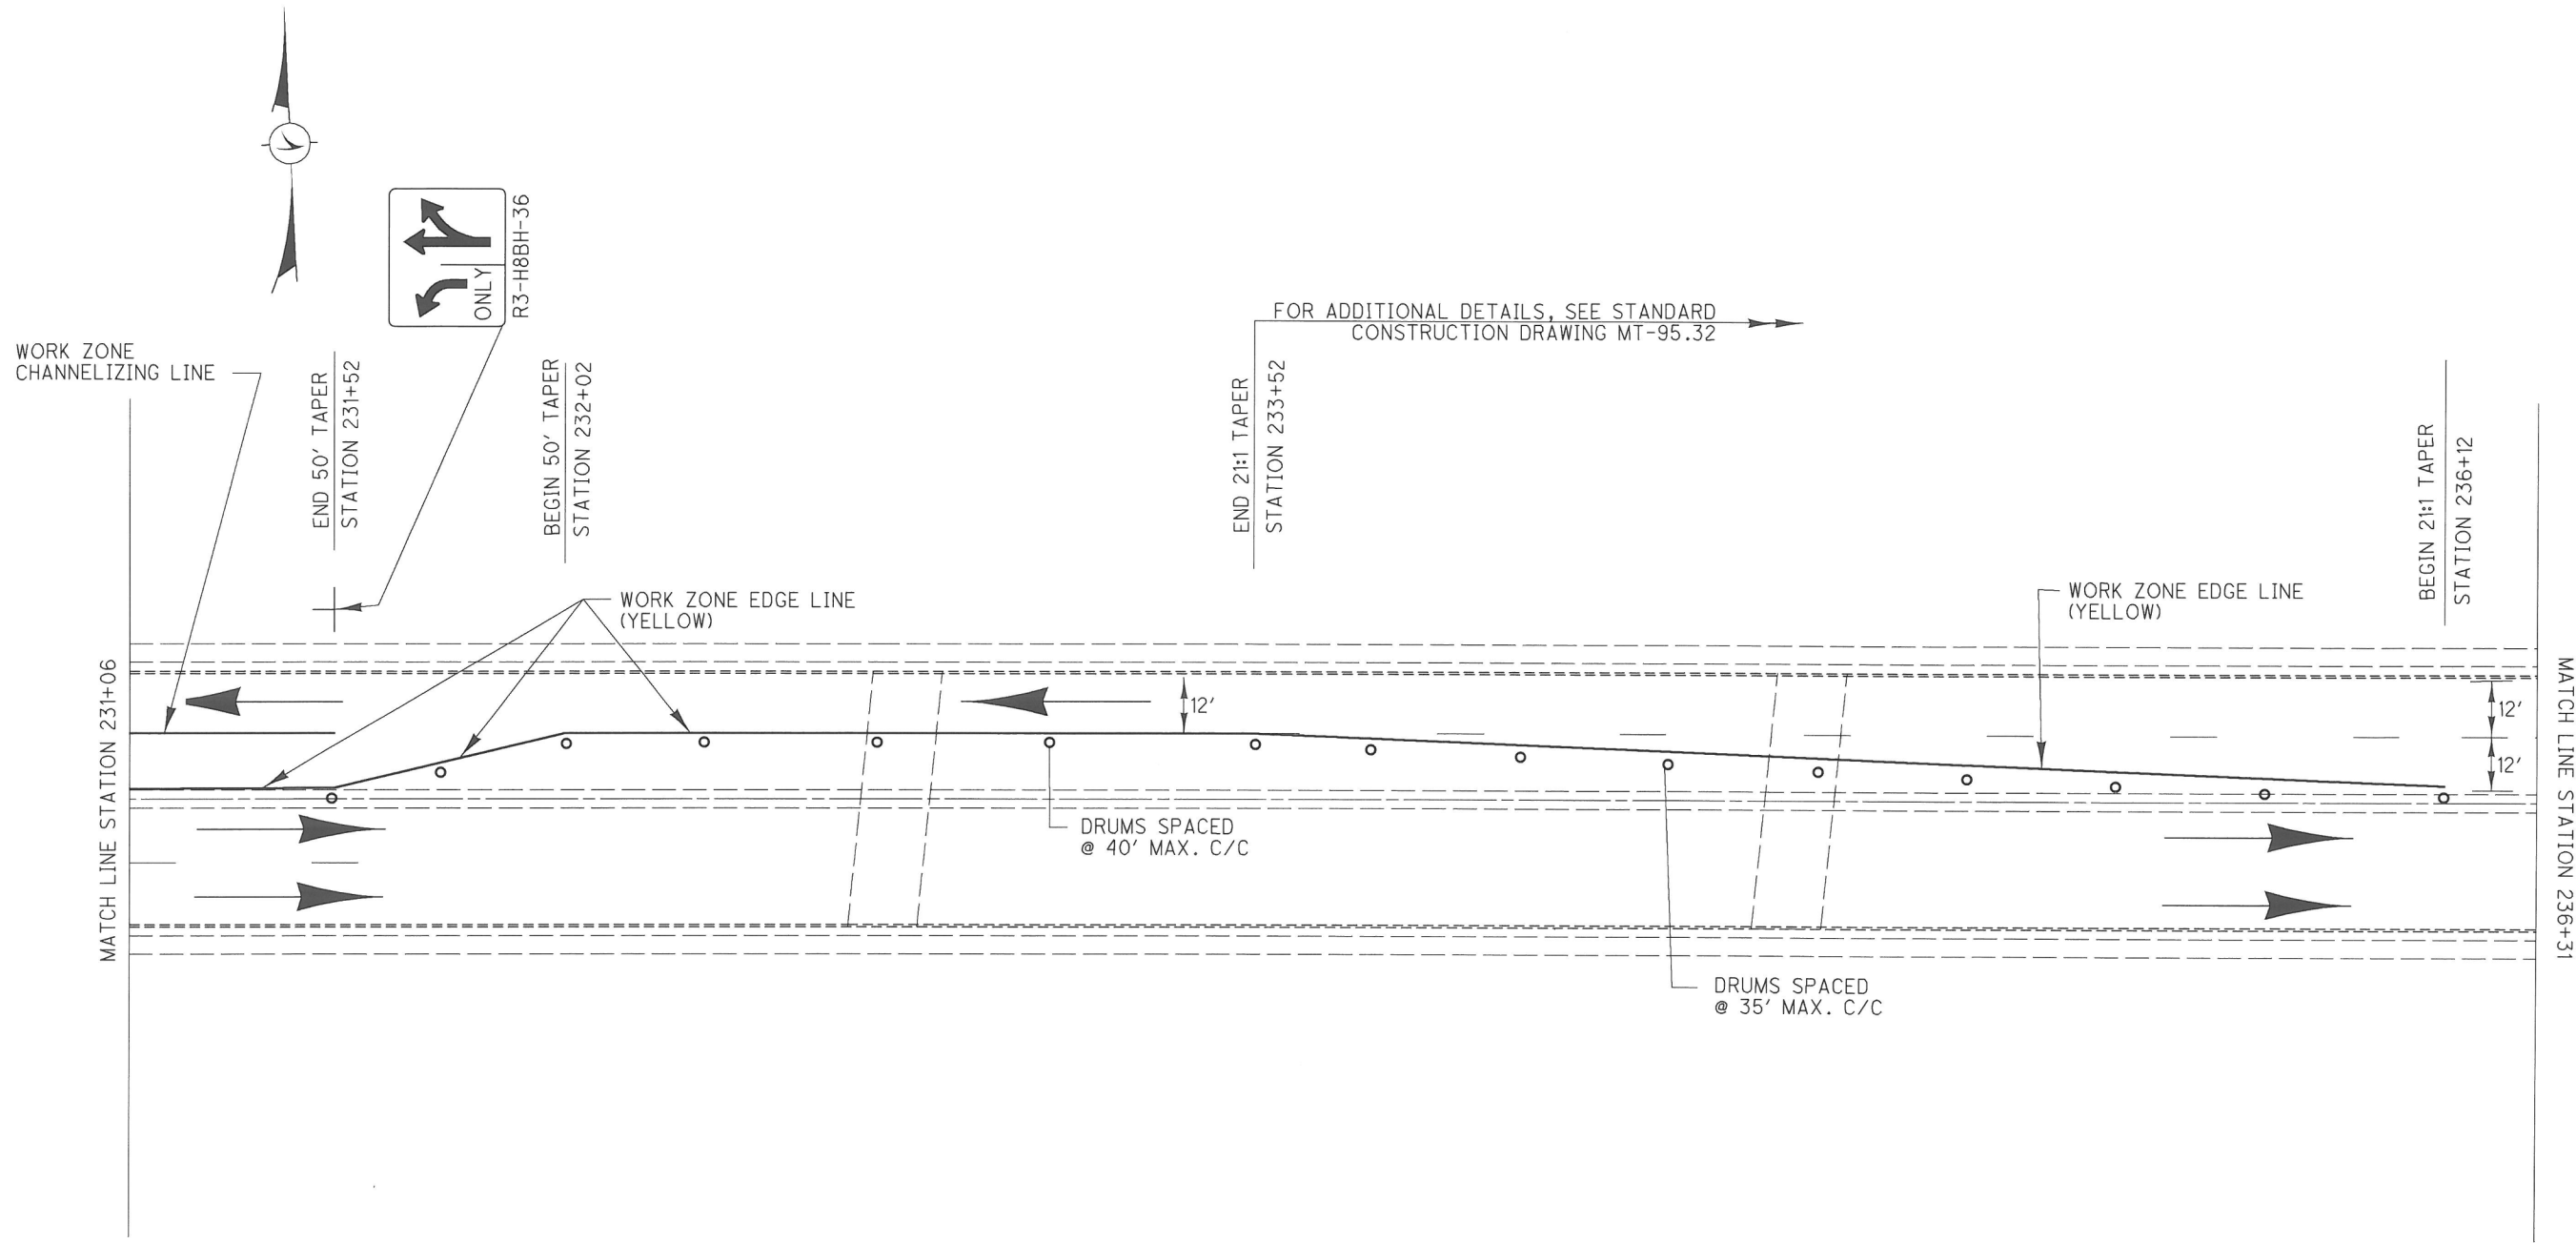 ONLY
R3-H8BH-36
FOR ADDITIONAL DETAILS, SEE STANDARD
CONSTRUCTION DRAWING MT-95.32
WORK ZONE
CHANNELIZING LINE
END 50' TAPER
STATION 231+52
BEGIN 50' TAPER
STATION 232+02
END 21:1 TAPER
STATION 233+52
BEGIN 21:1 TAPER
STATION 236+12
WORK ZONE EDGE LINE
(YELLOW)
WORK ZONE EDGE LINE
(YELLOW)
MATCH LINE STATION 231+06
12'
12'
12'
MATCH LINE STATION 236+31
DRUMS SPACED
@ 40' MAX. C/C
DRUMS SPACED
@ 35' MAX. C/C